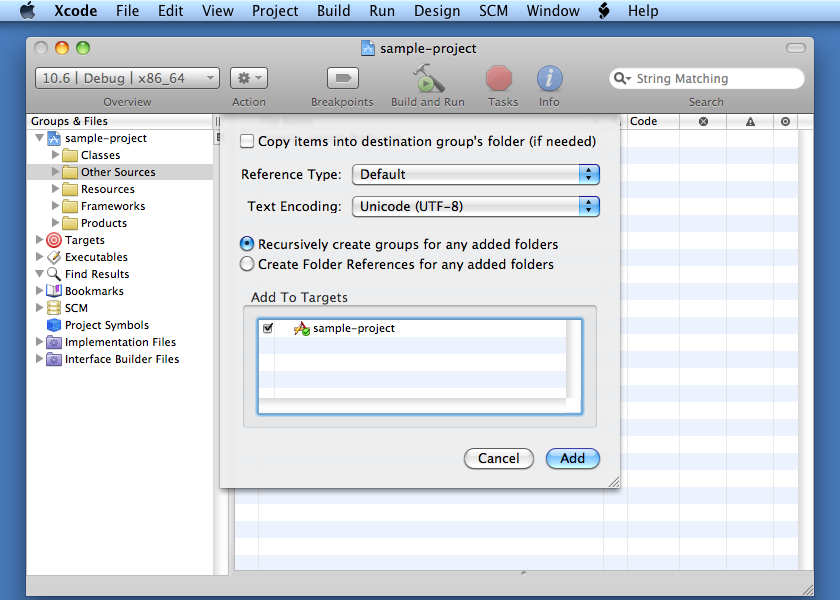 Xcode File Edit View Project Build Run Design SCM Window Help
sample-project
10.6 | Debug | x86_64
String Matching
Overview Action Breakpoints Build and Run Tasks Info Search
Groups & Files Code
sample-project
Classes
Other Sources
Resources
Frameworks
Products
Targets
Executables
Find Results
Bookmarks
SCM
Project Symbols
Implementation Files
Interface Builder Files
Copy items into destination group's folder (if needed)
Reference Type: Default
Text Encoding: Unicode (UTF-8)
Recursively create groups for any added folders
Create Folder References for any added folders
Add To Targets
sample-project
Cancel Add